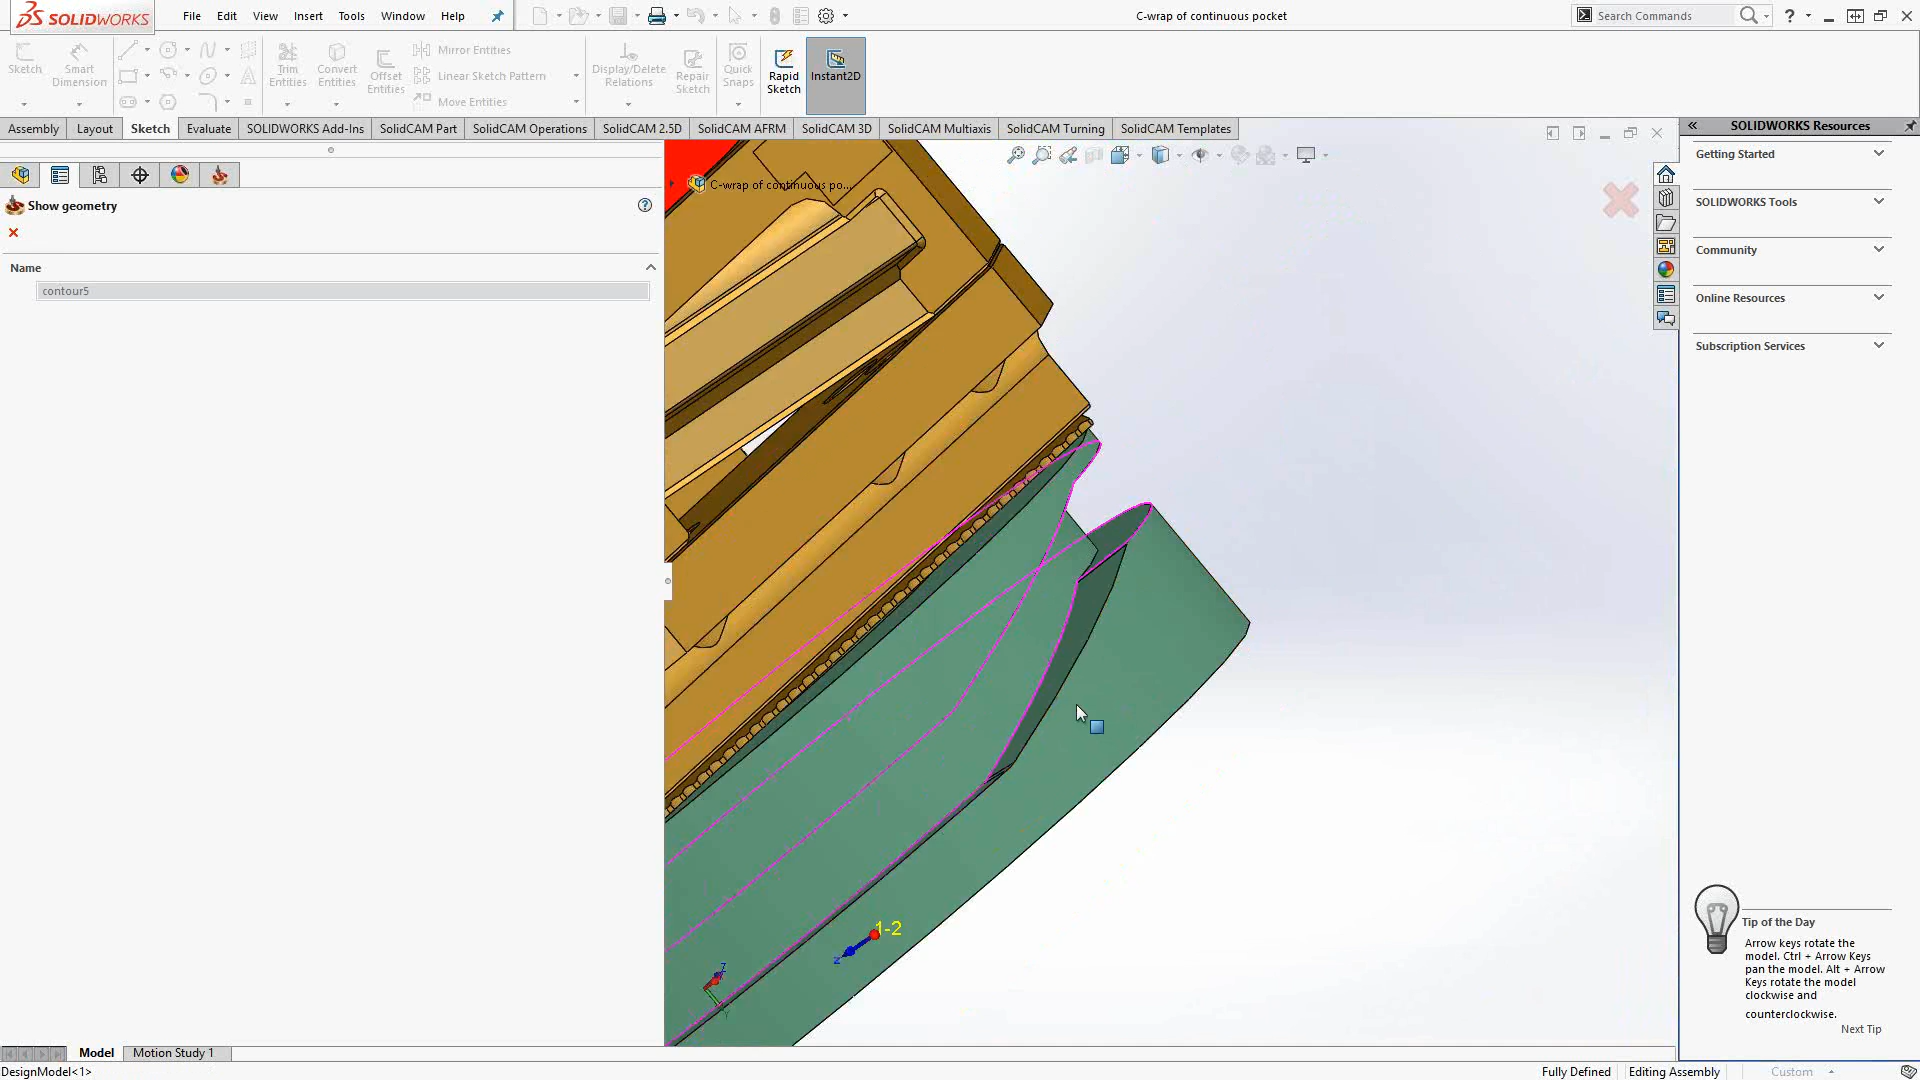 SOLIDWORKS
File Edit View Insert Tools Window Help
C-wrap of continuous pocket
Search Commands
Sketch
Smart Dimension
Trim Entities
Convert Entities
Offset Entities
Mirror Entities
Linear Sketch Pattern
Move Entities
Display/Delete Relations
Repair Sketch
Quick Snaps
Rapid Sketch
Instant2D
Assembly Layout Sketch Evaluate SOLIDWORKS Add-Ins SolidCAM Part SolidCAM Operations SolidCAM 2.5D SolidCAM AFRM SolidCAM 3D SolidCAM Multiaxis SolidCAM Turning SolidCAM Templates
SOLIDWORKS Resources
Getting Started
SOLIDWORKS Tools
Community
Online Resources
Subscription Services
C-wrap of continuous po...
Show geometry
Name
contour5
1-2
z
Z
Y
Tip of the Day
Arrow keys rotate the
model. Ctrl + Arrow Keys
pan the model. Alt + Arrow
Keys rotate the model
clockwise and
counterclockwise.
Next Tip
Model Motion Study 1
DesignModel<1>
Fully Defined Editing Assembly Custom